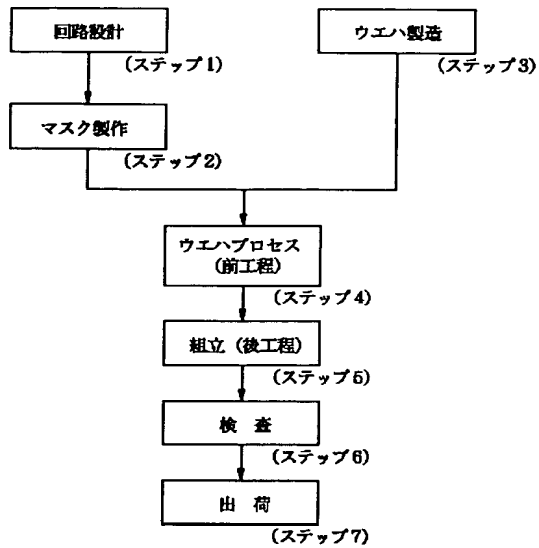 回路設計
(ステップ1)
ウエハ製造
(ステップ3)
マスク製作
(ステップ2)
ウエハプロセス
(前工程)
(ステップ4)
組立(後工程)
(ステップ5)
検 査
(ステップ6)
出 荷
(ステップ7)